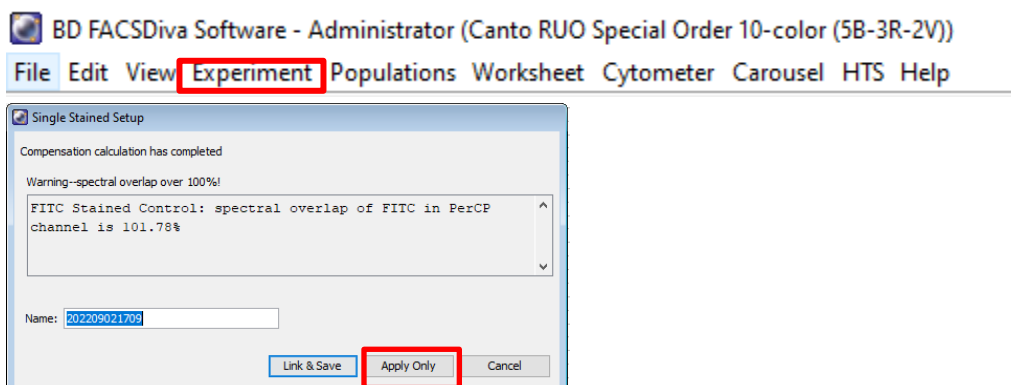 BD FACSDiva Software - Administrator (Canto RUO Special Order 10-color (5B-3R-2V))
File Edit View Experiment Populations Worksheet Cytometer Carousel HTS Help
Single Stained Setup
Compensation calculation has completed
Warning--spectral overlap over 100%!
FITC Stained Control: spectral overlap of FITC in PerCP
channel is 101.78%
Name: 202209021709
Link & Save Apply Only Cancel